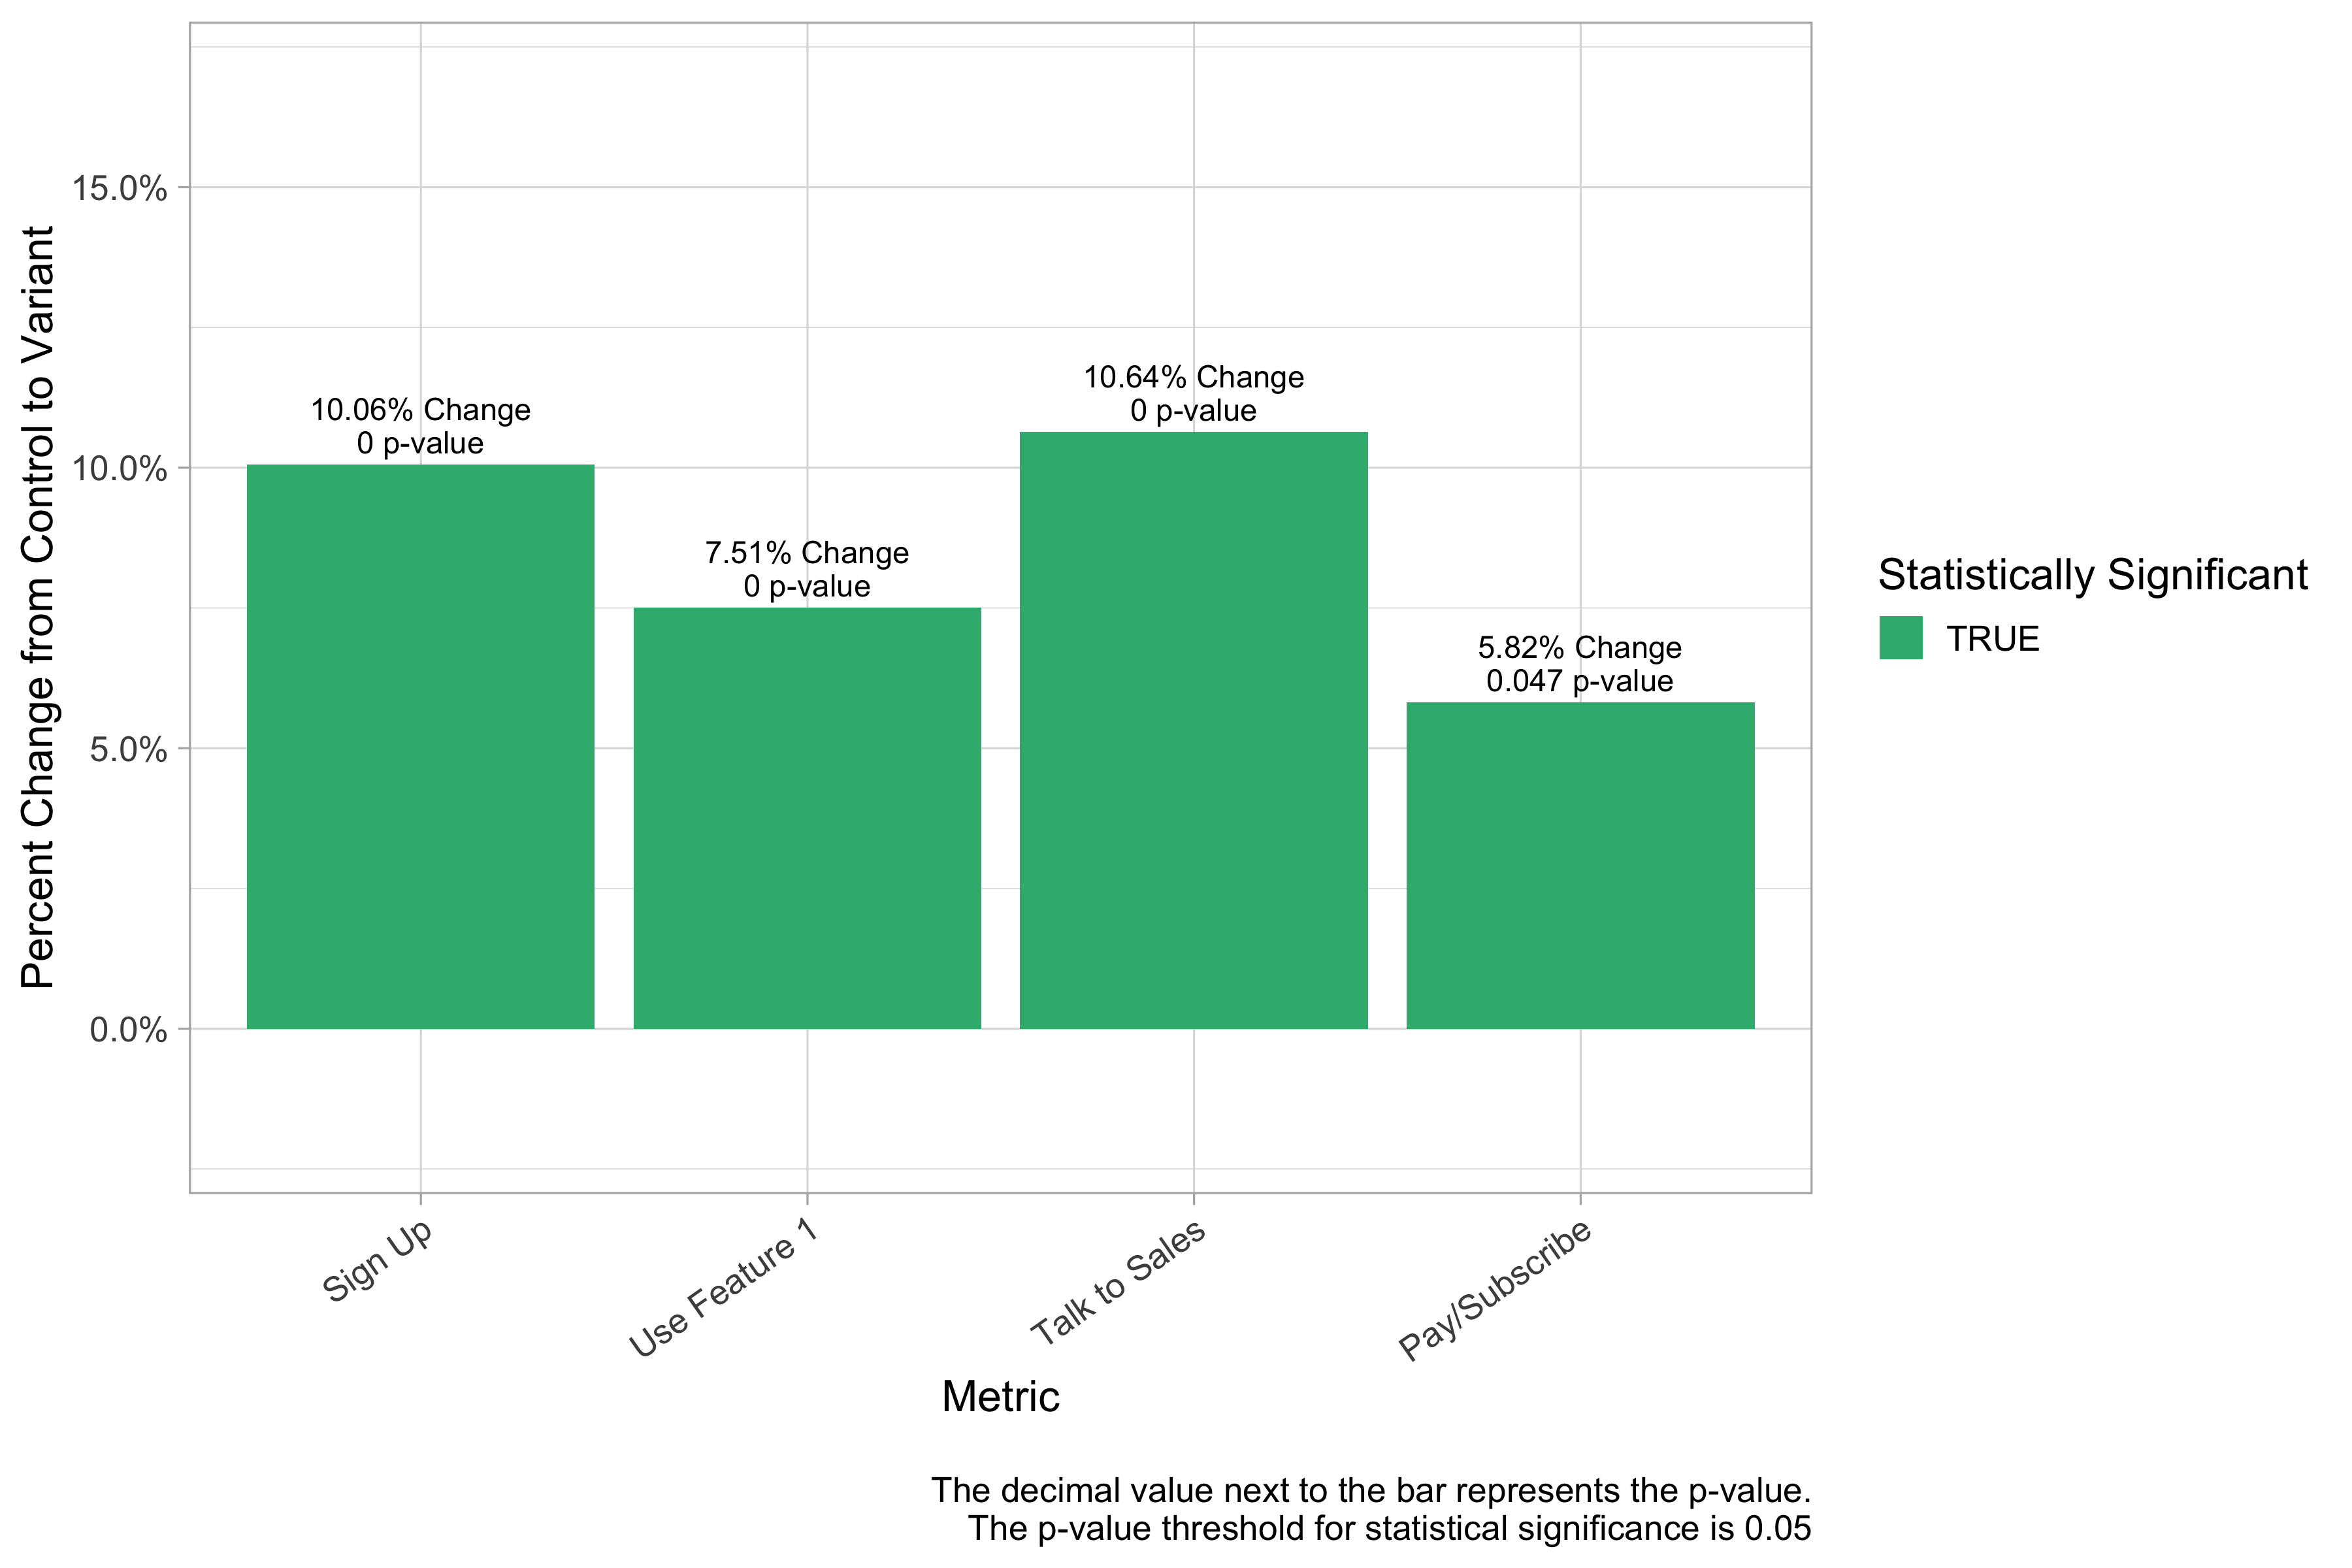 Percent Change from Control to Variant
15.0%
10.0%
5.0%
0.0%
10.06% Change
0 p-value
7.51% Change
0 p-value
10.64% Change
0 p-value
5.82% Change
0.047 p-value
Sign Up
Use Feature 1
Talk to Sales
Pay/Subscribe
Metric
Statistically Significant
TRUE
The decimal value next to the bar represents the p-value.
The p-value threshold for statistical significance is 0.05